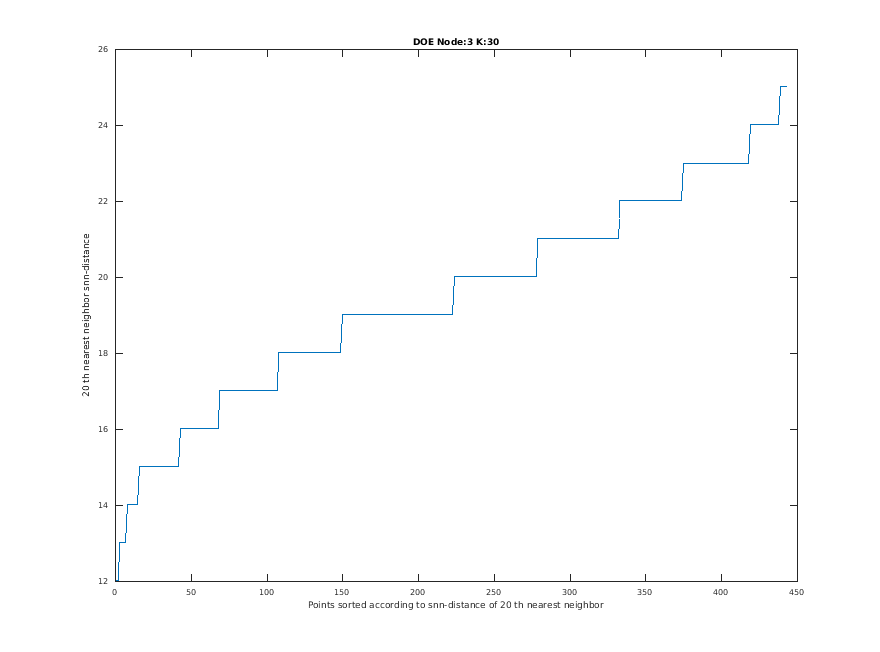 DOE Node:3 K:30
26
24
22
20
18
16
14
12
20 th nearest neighbor snn-distance
0 50 100 150 200 250 300 350 400 450
Points sorted according to snn-distance of 20 th nearest neighbor